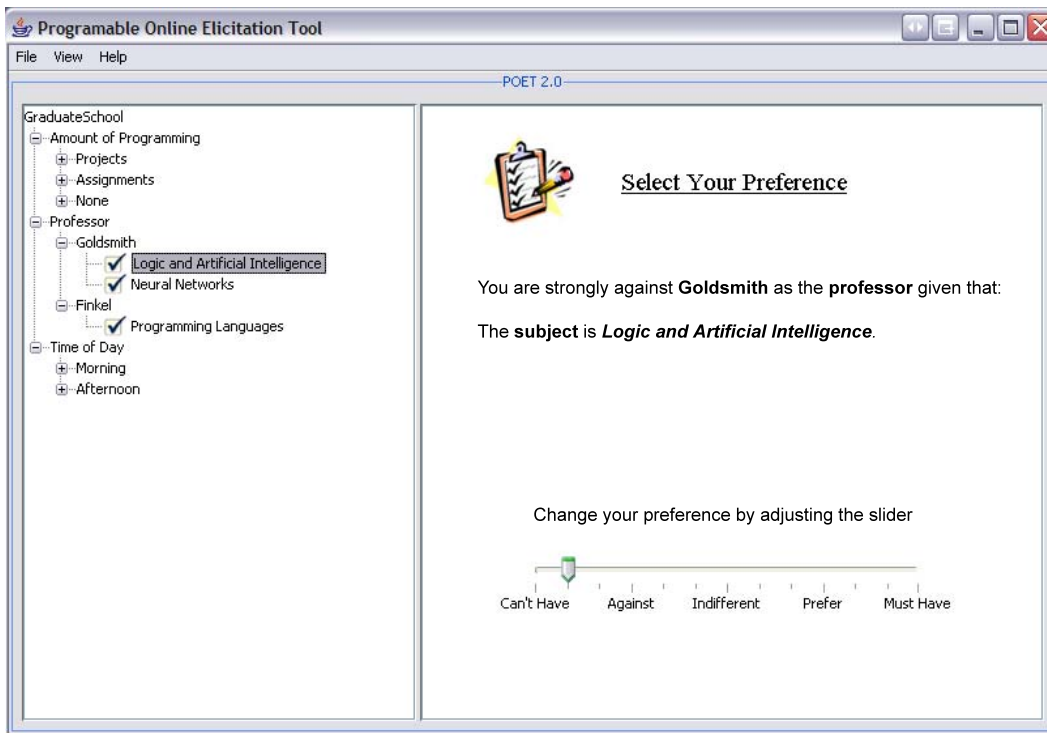 Programable Online Elicitation Tool
File View Help
POET 2.0
GraduateSchool
Amount of Programming
Projects
Assignments
None
Professor
Goldsmith
Logic and Artificial Intelligence
Neural Networks
Finkel
Programming Languages
Time of Day
Morning
Afternoon
Select Your Preference
You are strongly against Goldsmith as the professor given that:
The subject is Logic and Artificial Intelligence.
Change your preference by adjusting the slider
Can't Have Against Indifferent Prefer Must Have